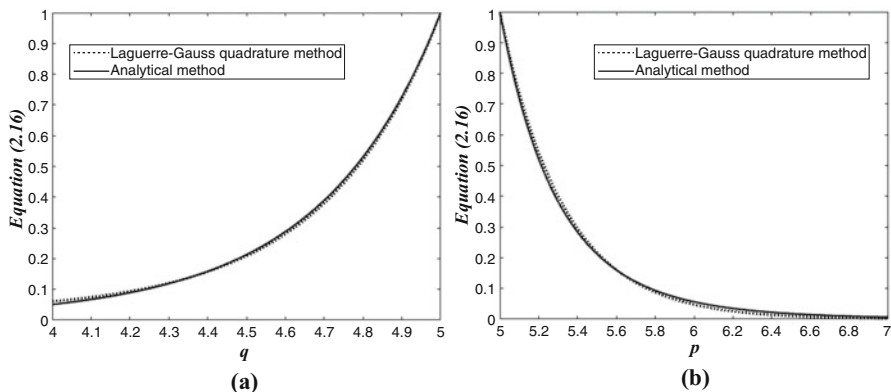 Equation (2.16)
1
0.9
0.8
0.7
0.6
0.5
0.4
0.3
0.2
0.1
0
Laguerre-Gauss quadrature method
Analytical method
4 4.1 4.2 4.3 4.4 4.5 4.6 4.7 4.8 4.9 5
q
(a)
Equation (2.16)
1
0.9
0.8
0.7
0.6
0.5
0.4
0.3
0.2
0.1
0
Laguerre-Gauss quadrature method
Analytical method
5 5.2 5.4 5.6 5.8 6 6.2 6.4 6.6 6.8 7
p
(b)